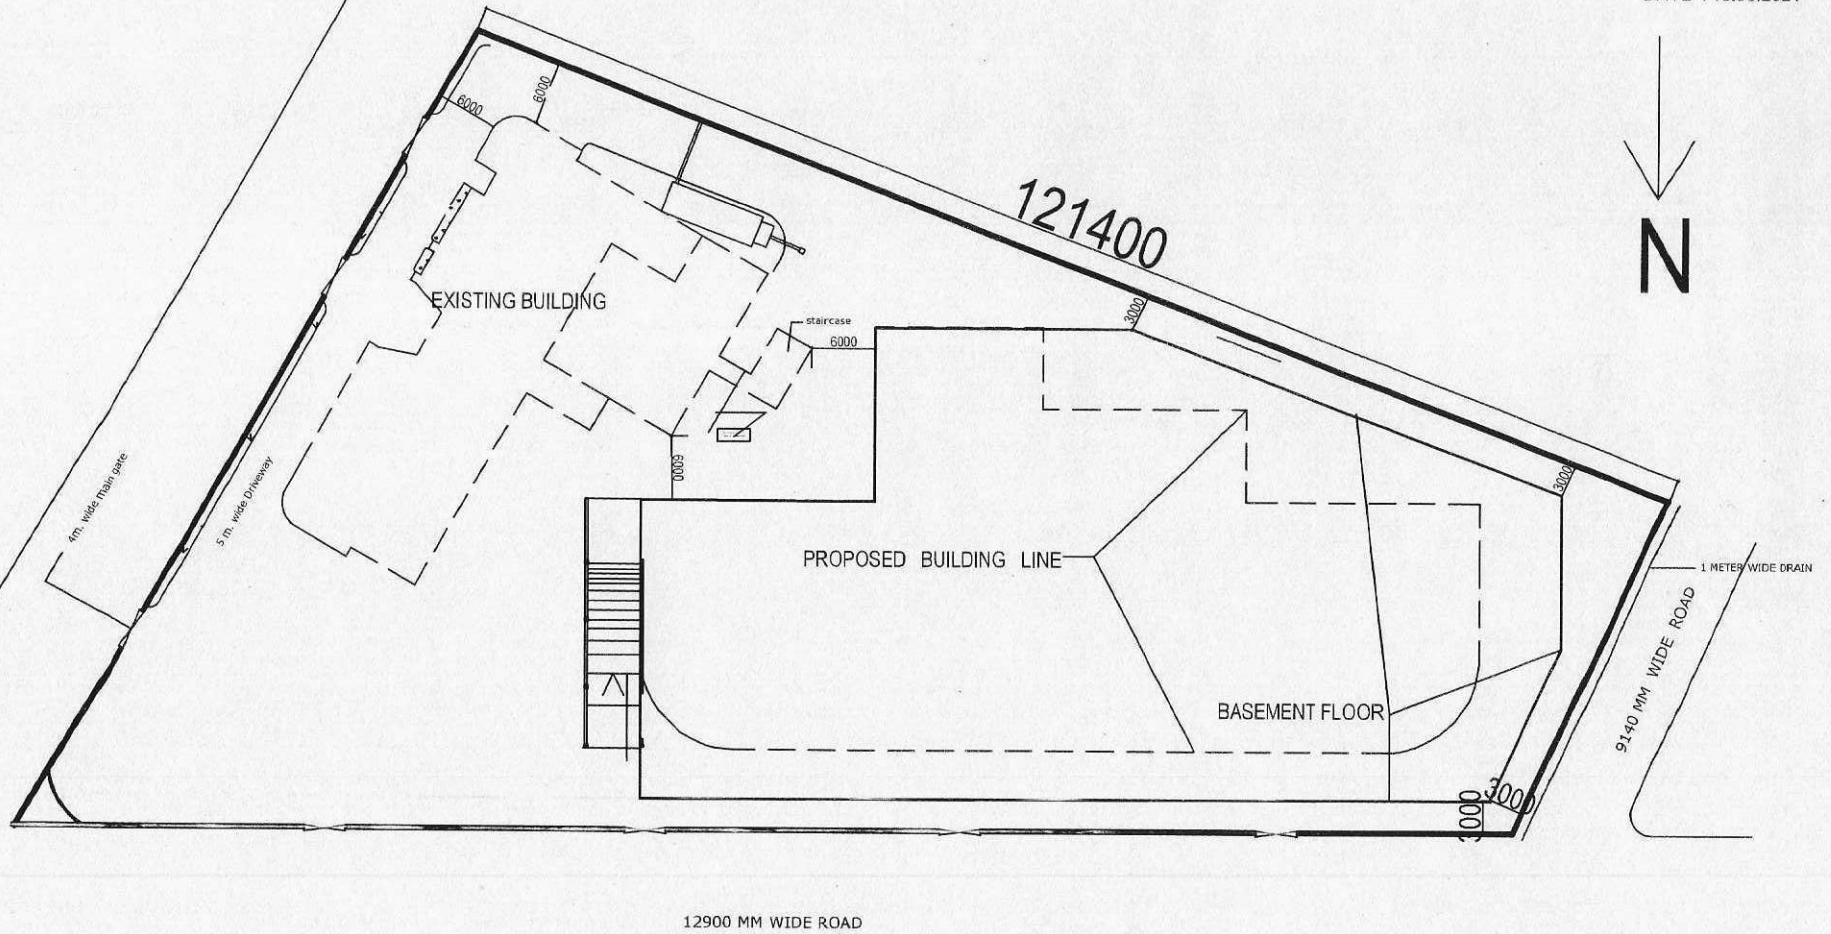 6000
6000
121400
N
EXISTING BUILDING
staircase
6000
3000
6000
3000
4m. wide main gate
5 m. wide Driveway
PROPOSED BUILDING LINE
1 METER WIDE DRAIN
9140 MM WIDE ROAD
BASEMENT FLOOR
3000
3000
12900 MM WIDE ROAD